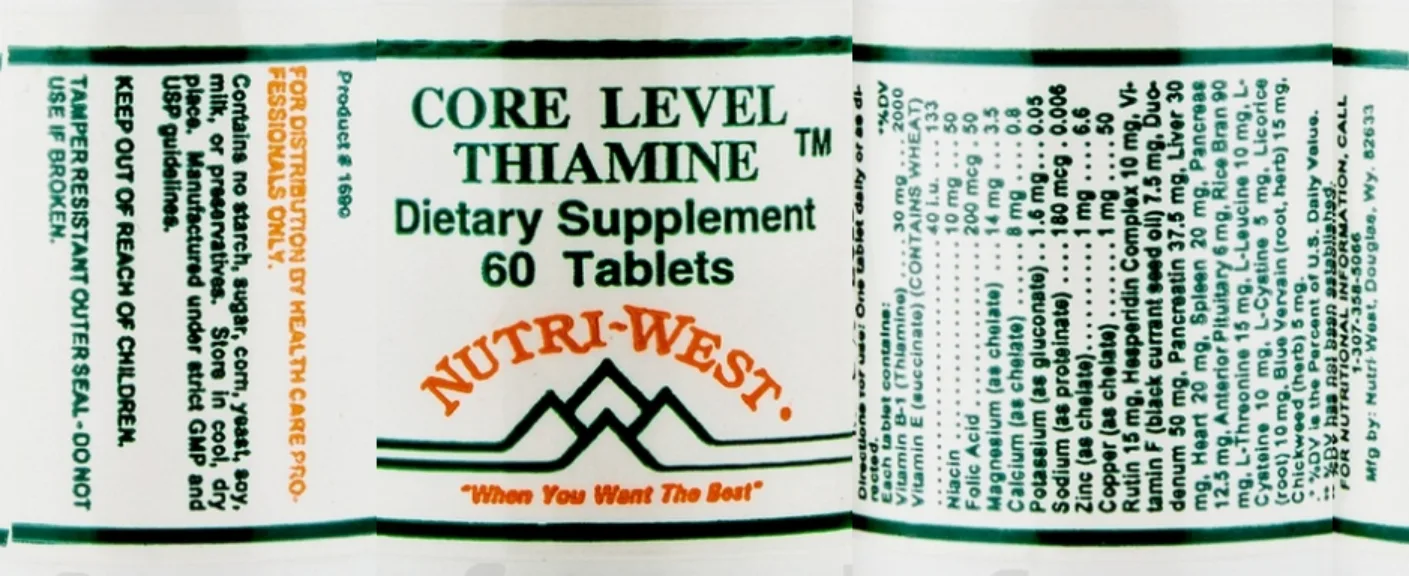 Product # 1690
FOR DISTRIBUTION BY HEALTH CARE PRO-
FESSIONALS ONLY.
Contains no starch, sugar, corn, yeast, soy,
milk, or preservatives. Store in cool, dry
place. Manufactured under strict GMP and
USP guidelines.
KEEP OUT OF REACH OF CHILDREN.
TAMPER RESISTANT OUTER SEAL - DO NOT
USE IF BROKEN.
CORE LEVEL
THIAMINE ™
Dietary Supplement
60 Tablets
NUTRI-WEST.
"When You Want The Best"
Directions for use: One tablet daily or as di-
rected.
Each tablet contains: *%DV
Vitamin B-1 (Thiamine) .... 30 mg ... 2000
Vitamin E (succinate) (CONTAINS WHEAT)
.................. 40 i.u. .... 133
Niacin .................. 10 mg ..... 50
Folic Acid ............. 200 mcg . 50
Magnesium (as chelate) .... 14 mg .... 3.5
Calcium (as chelate) ........ 8 mg ...... 0.8
Potassium (as gluconate) .. 1.6 mg ... 0.05
Sodium (as proteinate) .... 180 mcg . 0.006
Zinc (as chelate)............ 1 mg ...... 6.6
Copper (as chelate) ......... 1 mg ....... 50
Rutin 15 mg, Hesperidin Complex 10 mg, Vi-
tamin F (black currant seed oil) 7.5 mg, Duo-
denum 50 mg, Pancreatin 37.5 mg, Liver 30
mg, Heart 20 mg, Spleen 20 mg, Pancreas
12.5 mg, Anterior Pituitary 6 mg, Rice Bran 90
mg, L-Threonine 15 mg, L-Leucine 10 mg, L-
Cysteine 10 mg, L-Cystine 5 mg, Licorice
(root) 10 mg, Blue Vervain (root, herb) 15 mg,
Chickweed (herb) 5 mg.
* %DV is the Percent of U.S. Daily Value.
** %DV has not been established.
FOR NUTRITIONAL INFORMATION, CALL
1-307-358-5066
Mfg by: Nutri-West, Douglas, Wy. 82633